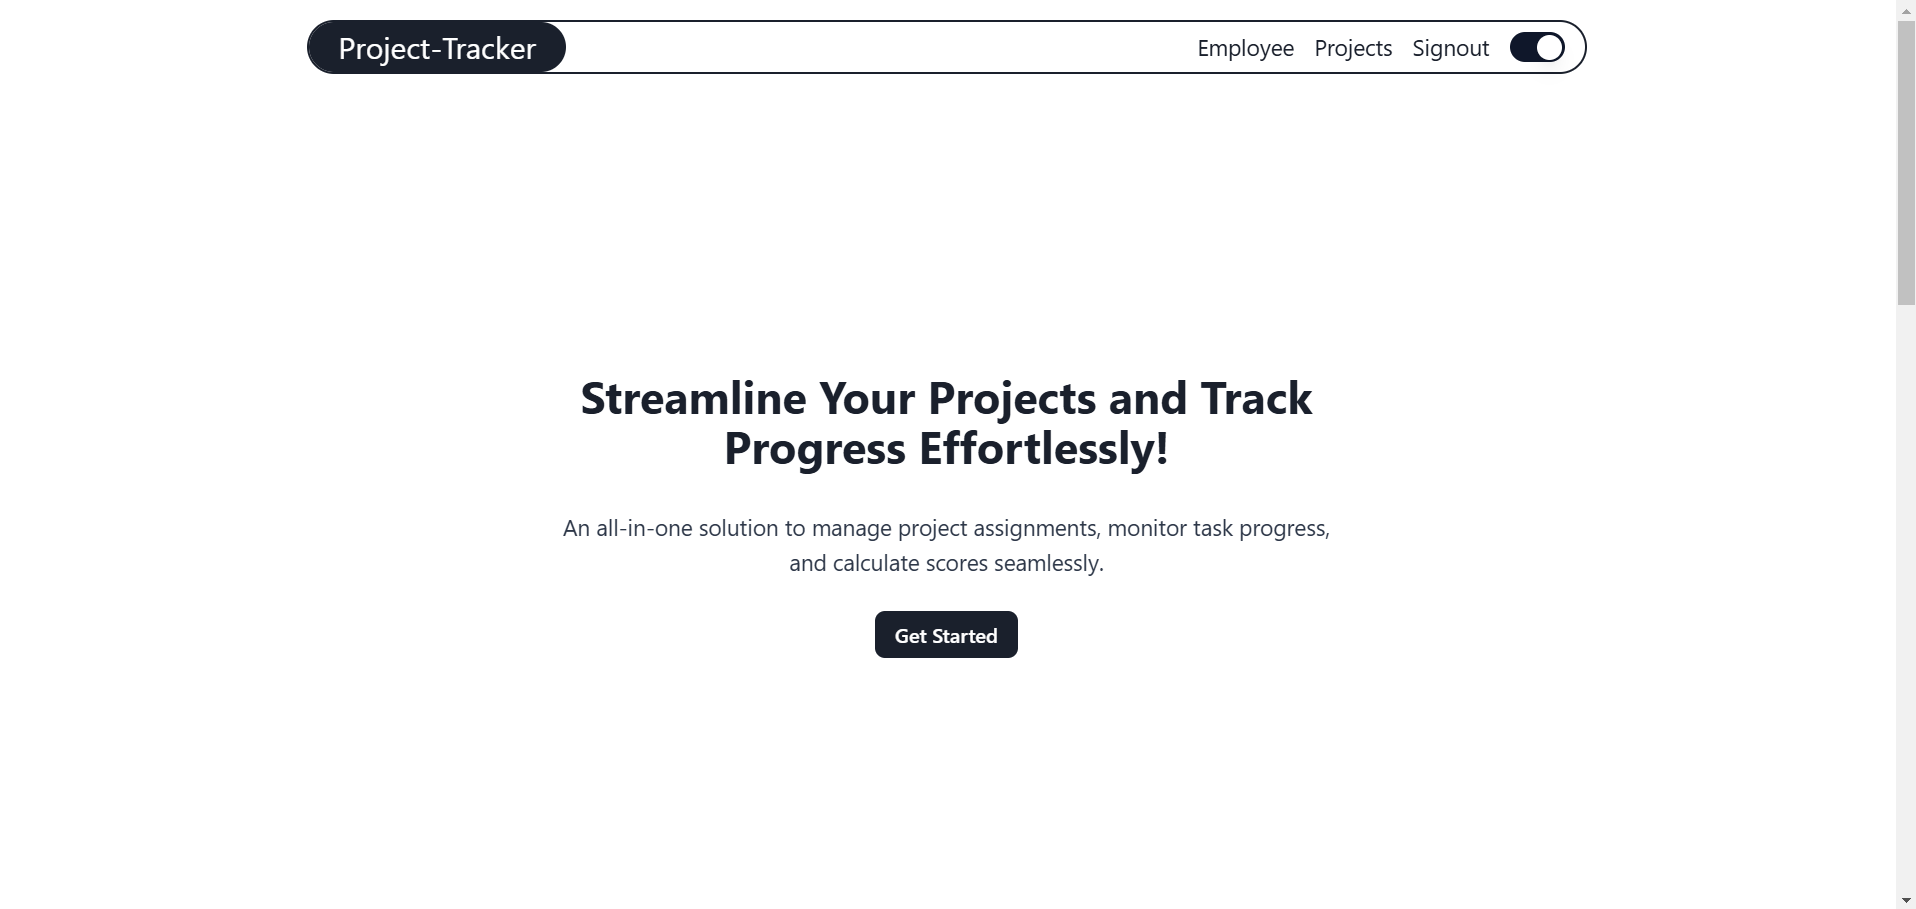 Project-Tracker
Employee Projects Signout
Streamline Your Projects and Track
Progress Effortlessly!
An all-in-one solution to manage project assignments, monitor task progress,
and calculate scores seamlessly.
Get Started